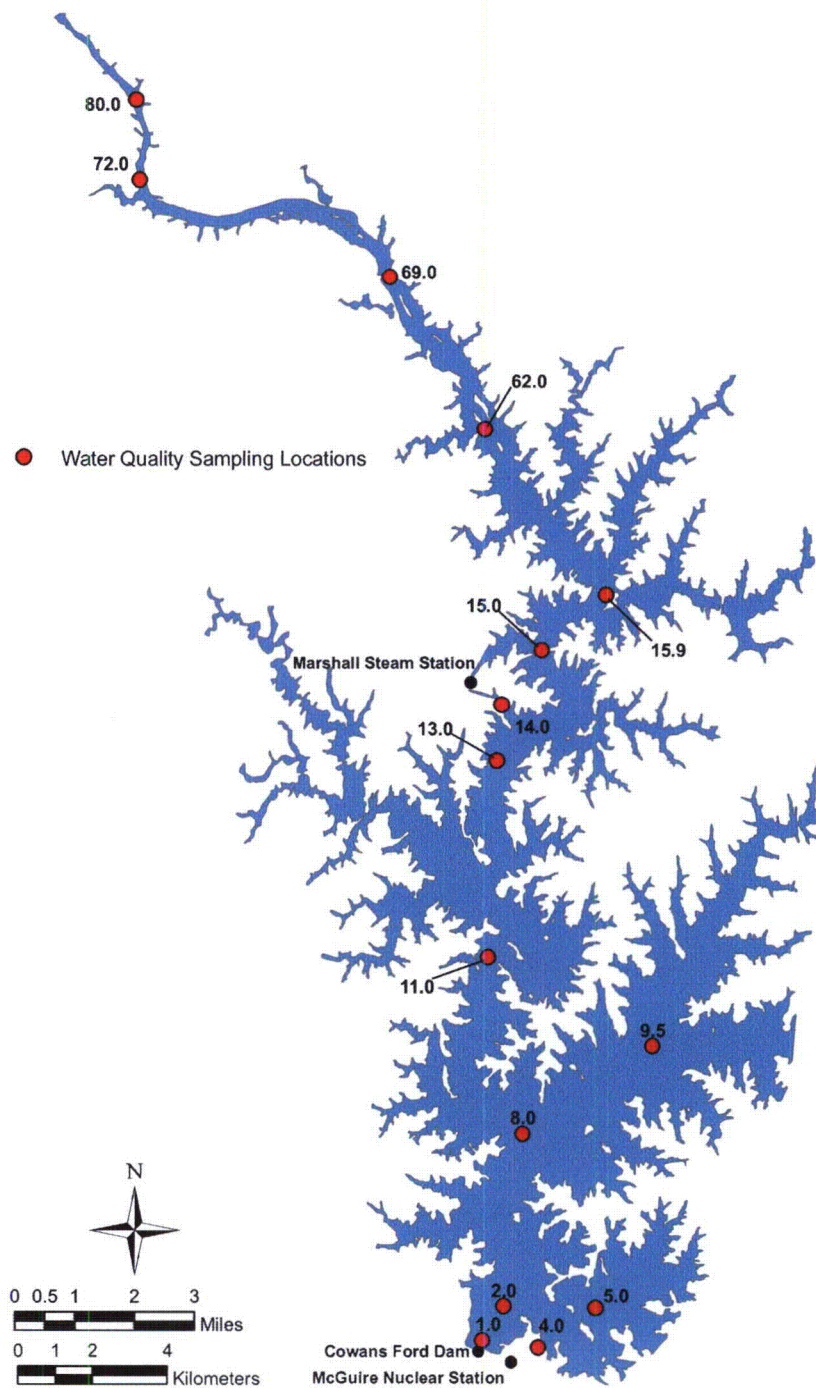 80.0
72.0
69.0
62.0
Water Quality Sampling Locations
15.0
15.9
Marshall Steam Station
14.0
13.0
11.0
9.5
8.0
N
0 0.5 1 2 3
Miles
0 1 2 4
Kilometers
2.0
5.0
1.0
4.0
Cowans Ford Dam
McGuire Nuclear Station